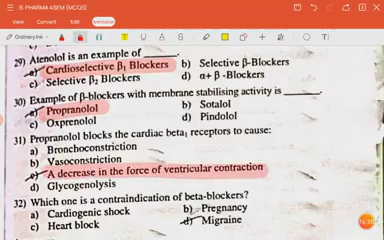 B. PHARMA 4SEM (MCQS)
View Convert Edit Annotate
Ordinary ink
29) Atenolol is an example of ______.
a) Cardioselective β₁ Blockers b) Selective β-Blockers
c) Selective β₂ Blockers d) α+ β -Blockers
30) Example of β-blockers with membrane stabilising activity is ______.
a) Propranolol b) Sotalol
c) Oxprenolol d) Pindolol
31) Propranolol blocks the cardiac beta₁ receptors to cause:
a) Bronchoconstriction
b) Vasoconstriction
c) A decrease in the force of ventricular contraction
d) Glycogenolysis
32) Which one is a contraindication of beta-blockers?
a) Cardiogenic shock b) Pregnancy
c) Heart block d) Migraine